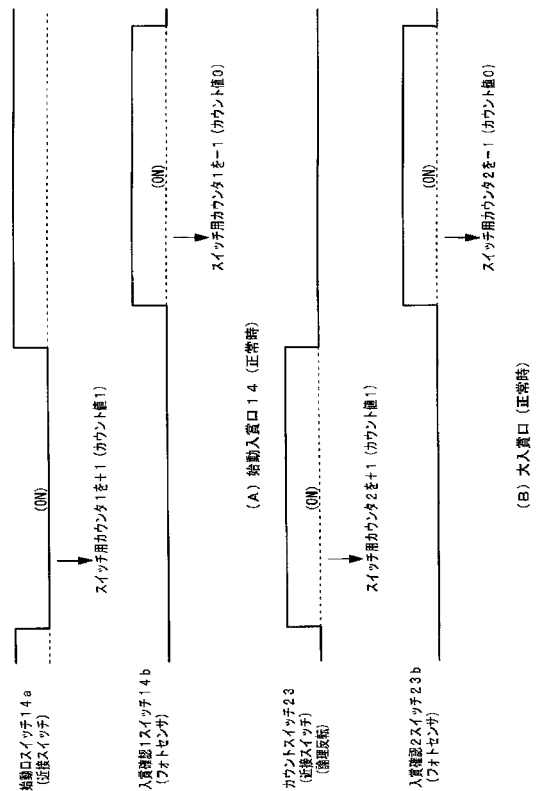 始動口スイッチ14a
(近接スイッチ)
(ON)
スイッチ用カウンタ1を+1 (カウント値1)
入賞確認1スイッチ14b
(フォトセンサ)
(ON)
スイッチ用カウンタ1を-1 (カウント値0)
(A) 始動入賞口14 (正常時)
カウントスイッチ23
(近接スイッチ)
(論理反転)
(ON)
スイッチ用カウンタ2を+1 (カウント値1)
入賞確認2スイッチ23b
(フォトセンサ)
(ON)
スイッチ用カウンタ2を-1 (カウント値0)
(B) 大入賞口 (正常時)